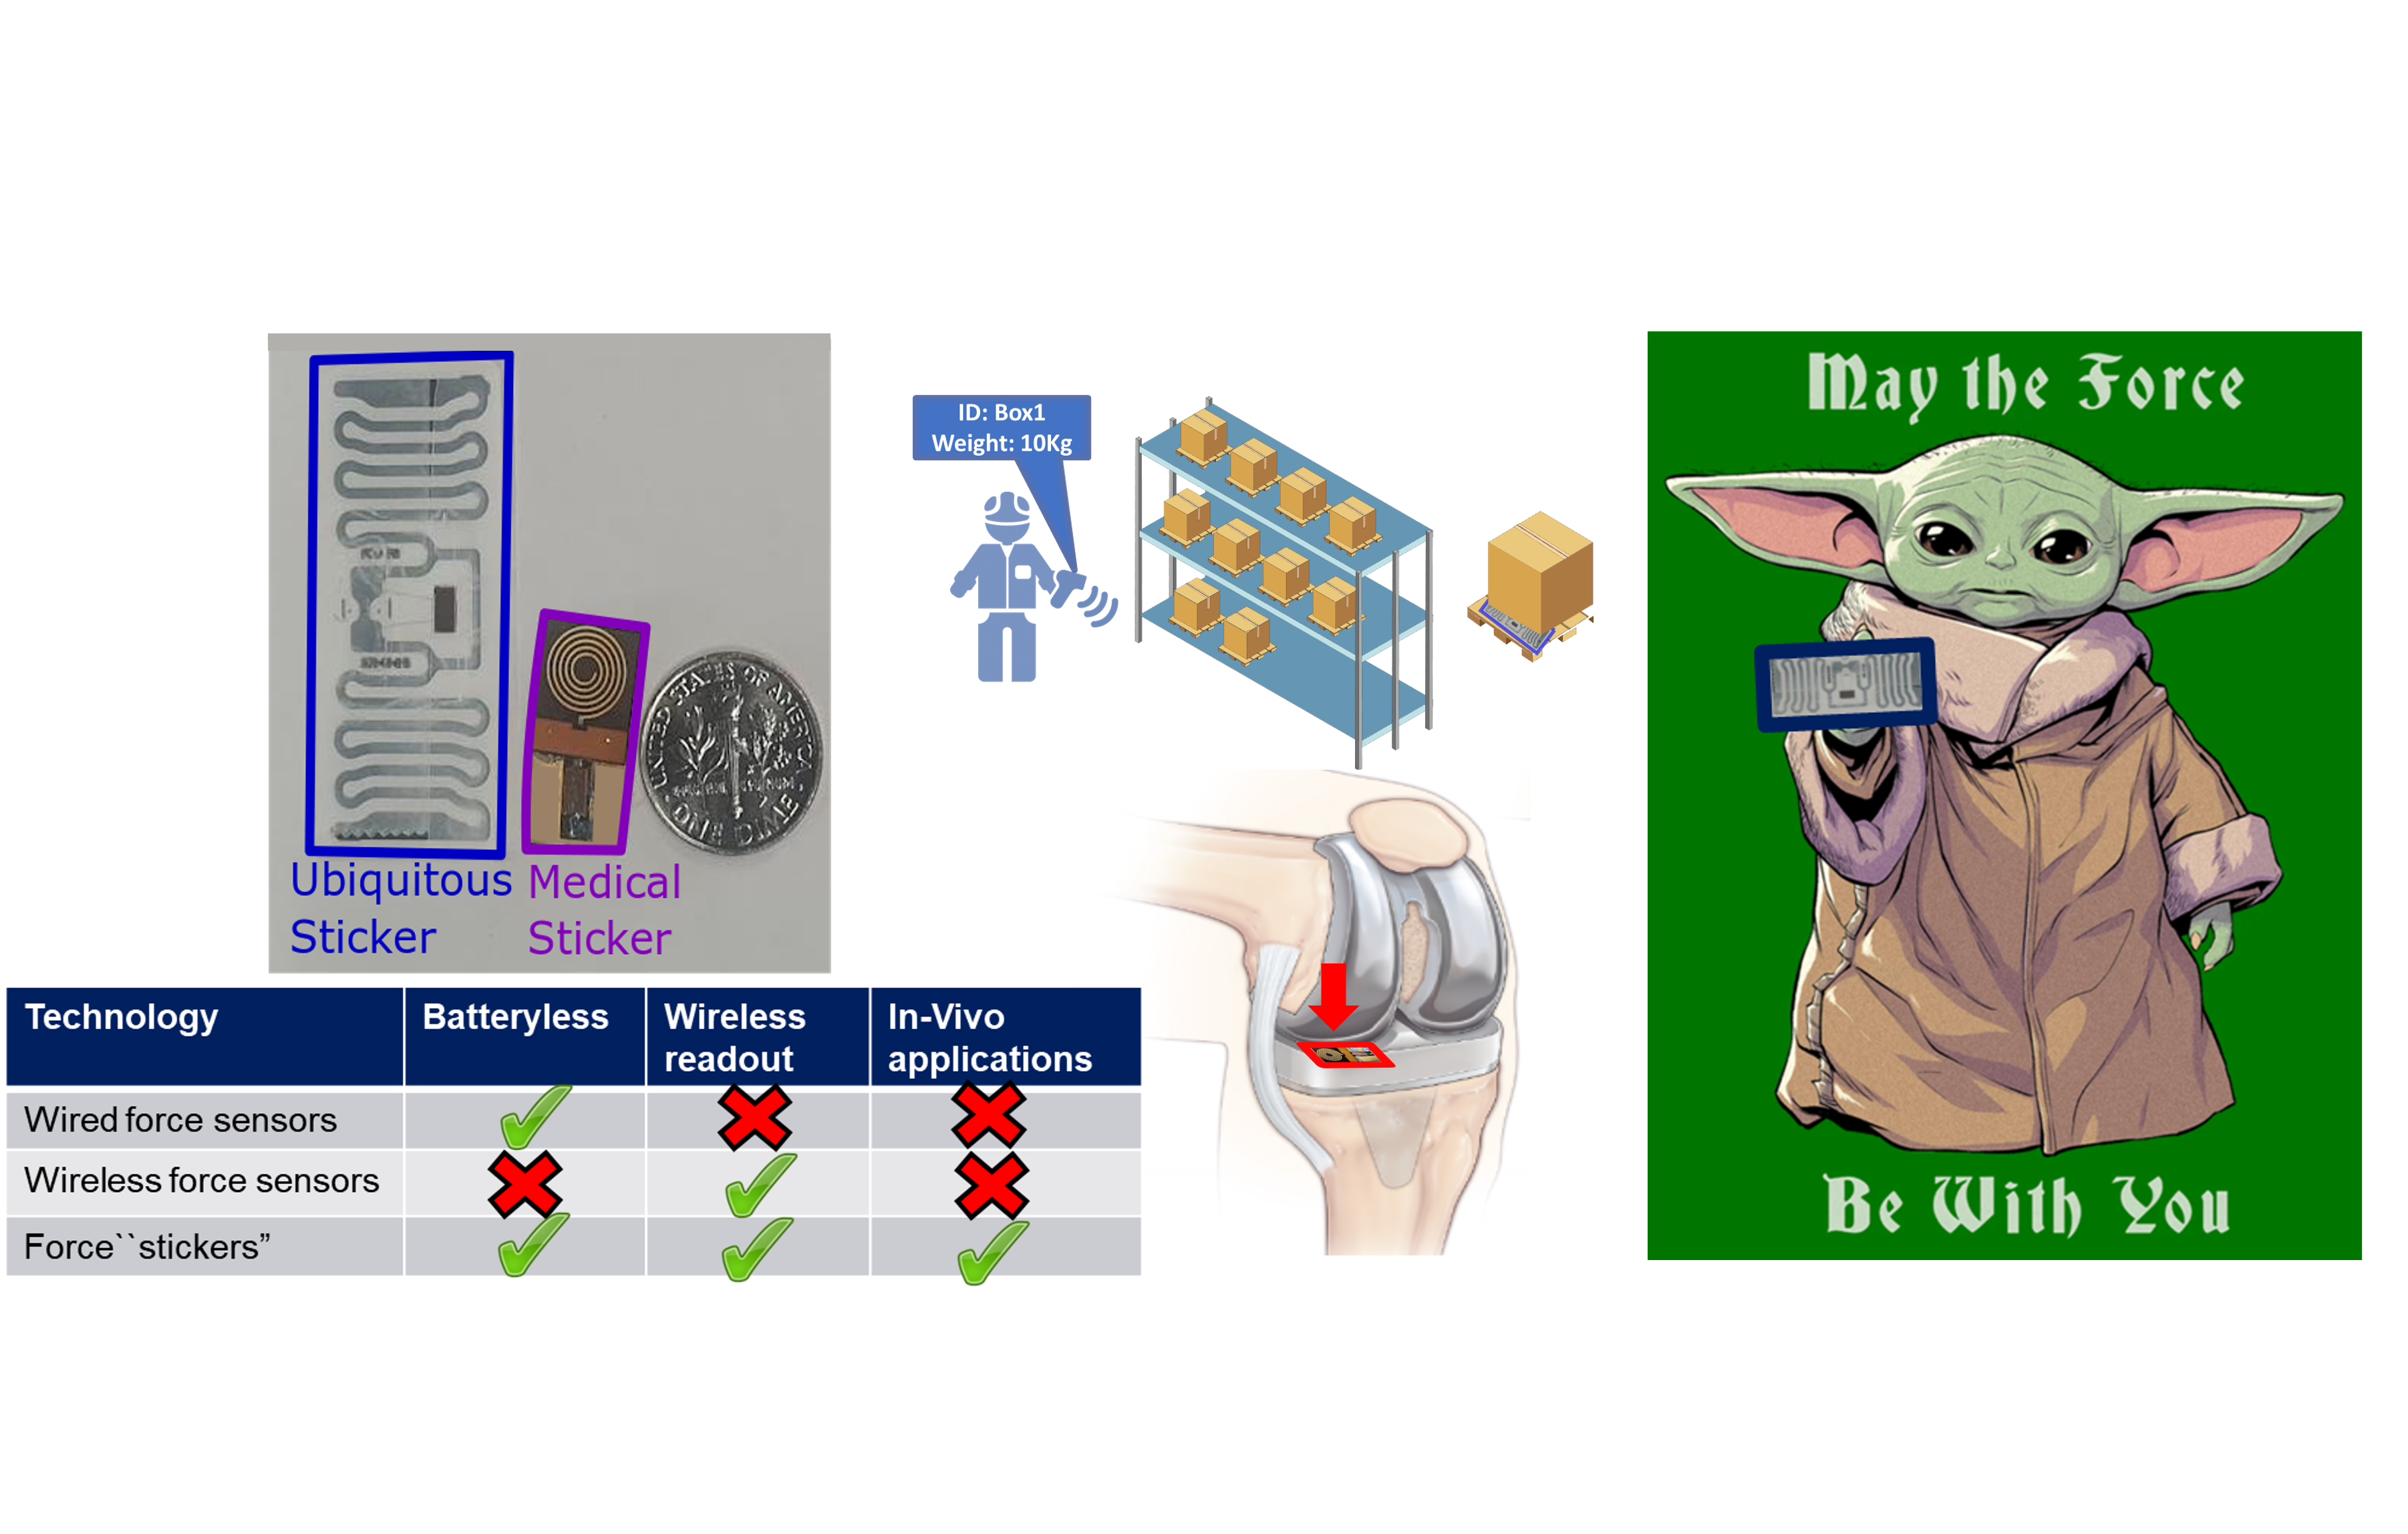 Ubiquitous
Sticker
Medical
Sticker
UNITED STATES OF AMERICA
ONE DIME
ID: Box1
Weight: 10Kg
Technology
Batteryless
Wireless
readout
In-Vivo
applications
Wired force sensors
Wireless force sensors
Force``stickers”
May the Force
Be With You